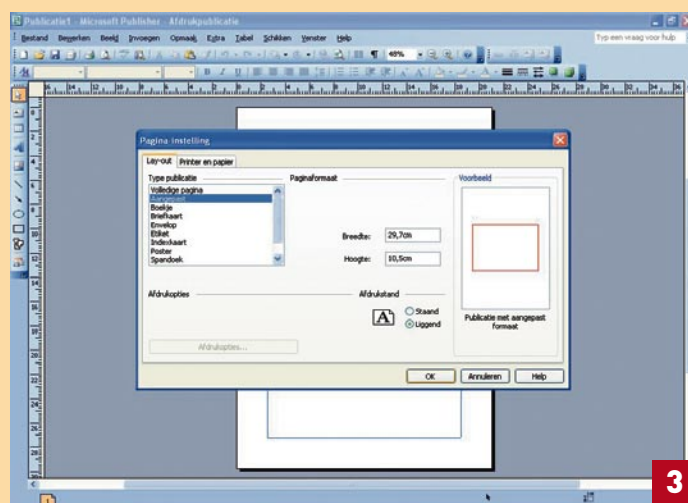 Publicatie1 - Microsoft Publisher - Afdrukpublicatie
Bestand Bewerken Beeld Invoegen Opmaak Extra Tabel Schikken Venster Help
Typ een vraag voor hulp
48%
B I U
Pagina instelling
Lay-out Printer en papier
Type publicatie
Volledige pagina
Aangepast
Boekje
Briefkaart
Envelop
Etiket
Indexkaart
Poster
Spandoek
Paginaformaat
Breedte: 29,7cm
Hoogte: 10,5cm
Voorbeeld
Publicatie met aangepast
formaat
Afdrukopties
Afdrukopties...
Afdrukstand
A
Staand
Liggend
OK Annuleren Help
1
3